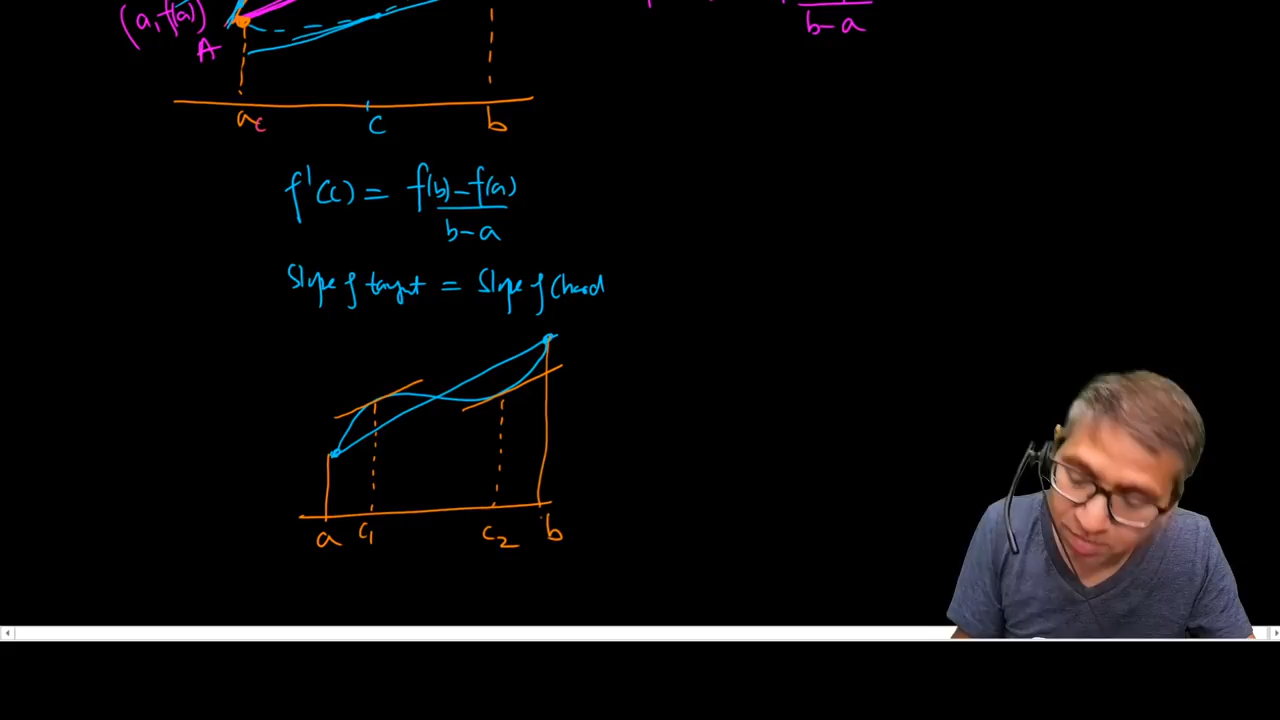 (a, f(a))
A
b-a
a c
c
b
f'(c) = f(b)-f(a)
b-a
Slope of tangent = Slope of Chord
a c1 c2 b